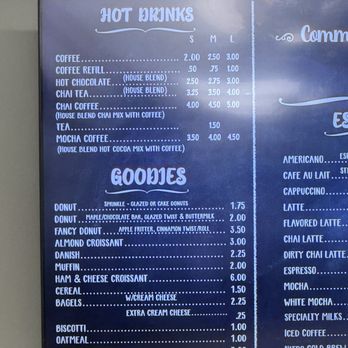 HOT DRINKS
S M L
COFFEE 2.00 2.50 3.00
COFFEE REFILL .50 .75 1.00
HOT CHOCOLATE (HOUSE BLEND) 2.50 2.75 3.00
CHAI TEA (HOUSE BLEND) 3.25 3.50 4.00
CHAI COFFEE 4.00 4.50 5.00
(HOUSE BLEND CHAI MIX WITH COFFEE)
TEA 1.50
MOCHA COFFEE 3.50 4.00 4.50
(HOUSE BLEND HOT COCOA MIX WITH COFFEE)
GOODIES
DONUT SPRINKLE - GLAZED OR CAKE DONUTS 1.75
DONUT MAPLE/CHOCOLATE BAR, GLAZED TWIST & BUTTERMILK 2.00
FANCY DONUT APPLE FRITTER, CINNAMON TWIST/ROLL 3.50
ALMOND CROISSANT 3.00
DANISH 2.25
MUFFIN 2.00
HAM & CHEESE CROISSANT 6.00
CEREAL 1.50
BAGELS W/CREAM CHEESE 2.25
EXTRA CREAM CHEESE .25
BISCOTTI 1.00
OATMEAL 1.00
Comm
ES
AMERICANO
CAFE AU LAIT
CAPPUCCINO
LATTE
FLAVORED LATTE
CHAI LATTE
DIRTY CHAI LATTE
ESPRESSO
MOCHA
WHITE MOCHA
SPECIALTY MILKS
ICED COFFEE